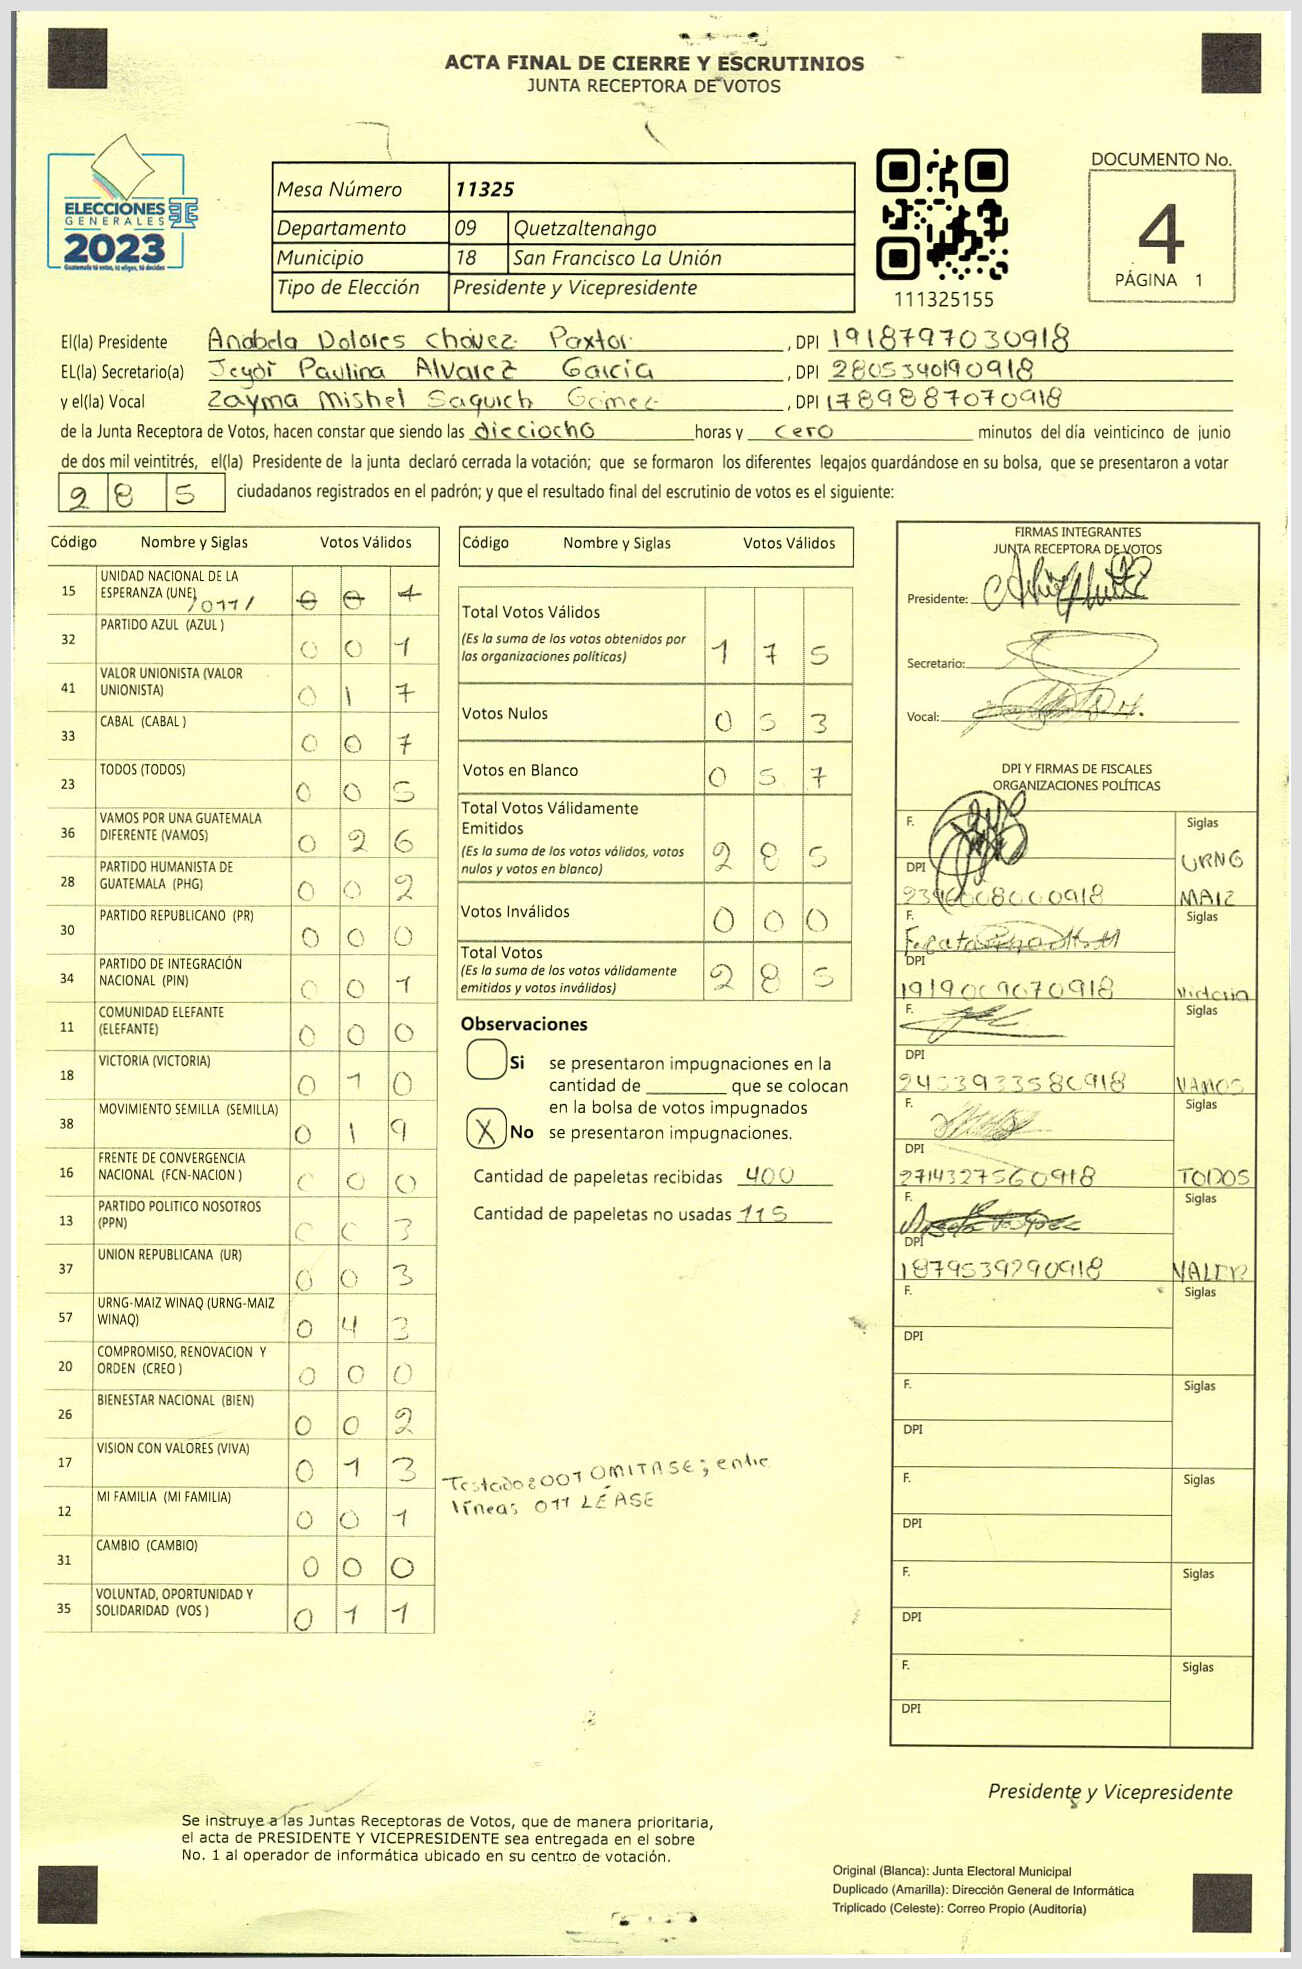 ACTA FINAL DE CIERRE Y ESCRUTINIOS
JUNTA RECEPTORA DE VOTOS
ELECCIONES
GENERALES
2023
Guatemala tú votas, tú eliges, tú decides
TSE
Mesa Número 11325
Departamento 09 Quetzaltenango
Municipio 18 San Francisco La Unión
Tipo de Elección Presidente y Vicepresidente
111325155
DOCUMENTO No.
4
PÁGINA 1
El(la) Presidente Anabela Dolores Chávez Paxtor, DPI 1918797030918
EL(la) Secretario(a) Jeydi Paulina Alvarez García, DPI 2805340190918
y el(la) Vocal Zayma Mishel Saquich Gómez, DPI 1789887070918
de la Junta Receptora de Votos, hacen constar que siendo las dieciocho horas y cero minutos del día veinticinco de junio
de dos mil veintitrés, el(la) Presidente de la junta declaró cerrada la votación; que se formaron los diferentes legajos guardándose en su bolsa, que se presentaron a votar
285 ciudadanos registrados en el padrón; y que el resultado final del escrutinio de votos es el siguiente:
Código Nombre y Siglas Votos Válidos
15 UNIDAD NACIONAL DE LA
ESPERANZA (UNE) /011/ 0 0 1
32 PARTIDO AZUL (AZUL ) 0 0 1
41 VALOR UNIONISTA (VALOR
UNIONISTA) 0 1 7
33 CABAL (CABAL ) 0 0 7
23 TODOS (TODOS) 0 0 5
36 VAMOS POR UNA GUATEMALA
DIFERENTE (VAMOS) 0 2 6
28 PARTIDO HUMANISTA DE
GUATEMALA (PHG) 0 0 2
30 PARTIDO REPUBLICANO (PR) 0 0 0
34 PARTIDO DE INTEGRACIÓN
NACIONAL (PIN) 0 0 1
11 COMUNIDAD ELEFANTE
(ELEFANTE) 0 0 0
18 VICTORIA (VICTORIA) 0 1 0
38 MOVIMIENTO SEMILLA (SEMILLA) 0 1 9
16 FRENTE DE CONVERGENCIA
NACIONAL (FCN-NACION ) 0 0 0
13 PARTIDO POLITICO NOSOTROS
(PPN) 0 0 3
37 UNION REPUBLICANA (UR) 0 0 3
57 URNG-MAIZ WINAQ (URNG-MAIZ
WINAQ) 0 4 3
20 COMPROMISO, RENOVACION Y
ORDEN (CREO ) 0 0 0
26 BIENESTAR NACIONAL (BIEN) 0 0 2
17 VISION CON VALORES (VIVA) 0 1 3
12 MI FAMILIA (MI FAMILIA) 0 0 1
31 CAMBIO (CAMBIO) 0 0 0
35 VOLUNTAD, OPORTUNIDAD Y
SOLIDARIDAD (VOS ) 0 1 1
Código Nombre y Siglas Votos Válidos
Total Votos Válidos
(Es la suma de los votos obtenidos por
las organizaciones políticas) 1 7 5
Votos Nulos 0 5 3
Votos en Blanco 0 5 7
Total Votos Válidamente
Emitidos
(Es la suma de los votos válidos, votos
nulos y votos en blanco) 2 8 5
Votos Inválidos 0 0 0
Total Votos
(Es la suma de los votos válidamente
emitidos y votos inválidos) 2 8 5
Observaciones
Si se presentaron impugnaciones en la
cantidad de ________ que se colocan
en la bolsa de votos impugnados
X No se presentaron impugnaciones.
Cantidad de papeletas recibidas 400
Cantidad de papeletas no usadas 115
Testado: 001 OMITASE; entre
líneas 011 LÉASE
FIRMAS INTEGRANTES
JUNTA RECEPTORA DE VOTOS
Presidente:
Secretario:
Vocal:
DPI Y FIRMAS DE FISCALES
ORGANIZACIONES POLÍTICAS
F. Siglas
URNG
DPI
2396008000918 MAIZ
F. Siglas
DPI
1919009070918 Victoria
F. Siglas
DPI
2453933580918 VAMOS
F. Siglas
DPI
2714327560918 TODOS
F. Siglas
DPI
1879539290918 VALOR
F. Siglas
DPI
F. Siglas
DPI
F. Siglas
DPI
F. Siglas
DPI
F. Siglas
DPI
Presidente y Vicepresidente
Se instruye a las Juntas Receptoras de Votos, que de manera prioritaria,
el acta de PRESIDENTE Y VICEPRESIDENTE sea entregada en el sobre
No. 1 al operador de informática ubicado en su centro de votación.
Original (Blanca): Junta Electoral Municipal
Duplicado (Amarilla): Dirección General de Informática
Triplicado (Celeste): Correo Propio (Auditoría)